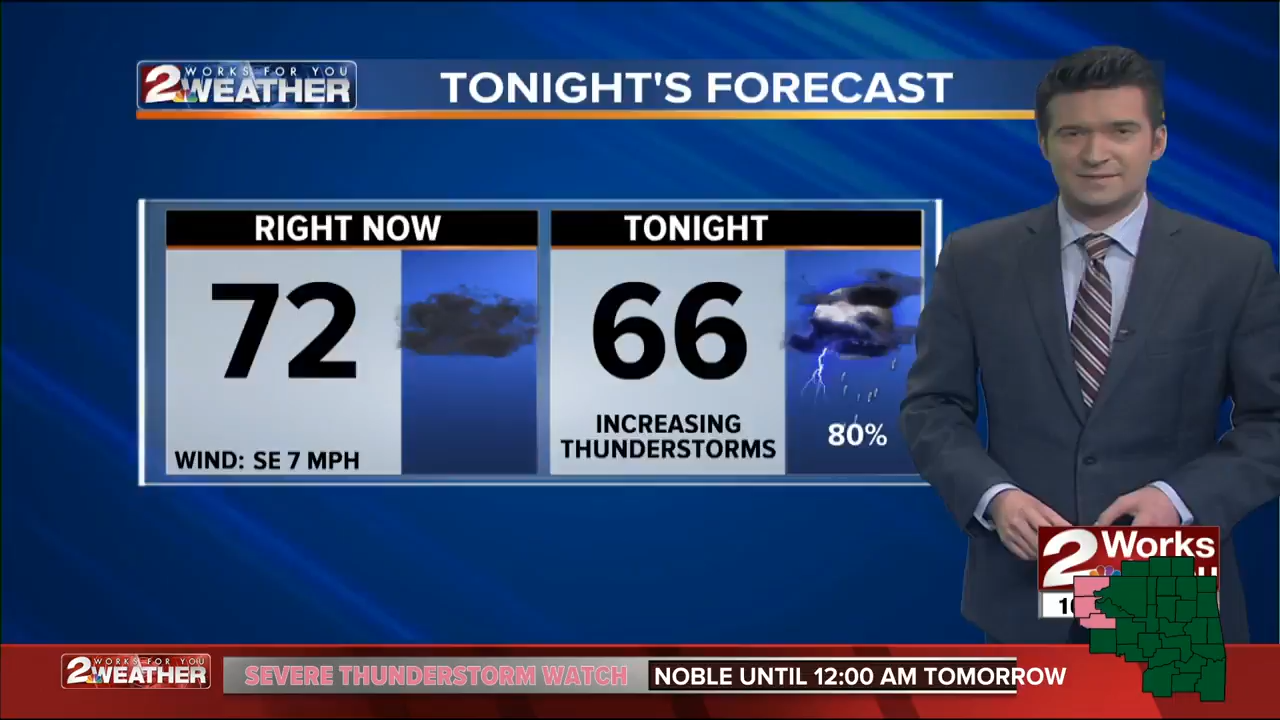 2 WORKS FOR YOU
WEATHER
TONIGHT'S FORECAST
RIGHT NOW
72
WIND: SE 7 MPH
TONIGHT
66
INCREASING
THUNDERSTORMS
80%
2 Works
2 WORKS FOR YOU
WEATHER
SEVERE THUNDERSTORM WATCH
NOBLE UNTIL 12:00 AM TOMORROW